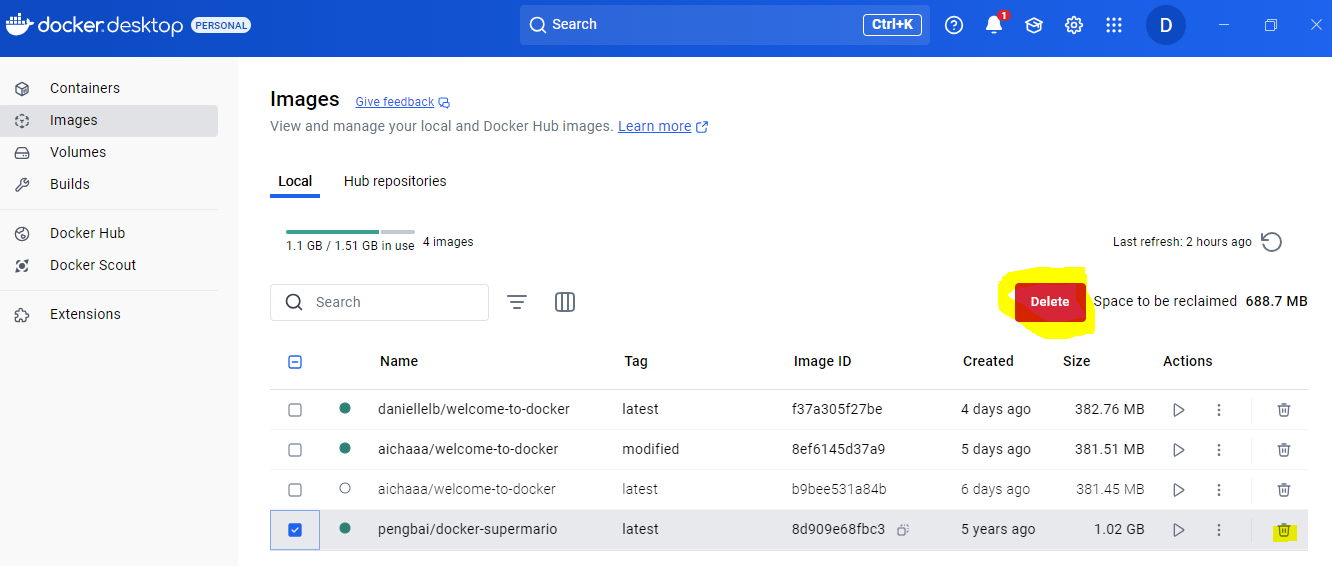 docker.desktop PERSONAL Search Ctrl+K 1 D
Containers
Images
Volumes
Builds
Docker Hub
Docker Scout
Extensions
Images Give feedback
View and manage your local and Docker Hub images. Learn more
Local Hub repositories
1.1 GB / 1.51 GB in use 4 images Last refresh: 2 hours ago
Search Delete Space to be reclaimed 688.7 MB
Name Tag Image ID Created Size Actions
daniellelb/welcome-to-docker latest f37a305f27be 4 days ago 382.76 MB
aichaaa/welcome-to-docker modified 8ef6145d37a9 5 days ago 381.51 MB
aichaaa/welcome-to-docker latest b9bee531a84b 6 days ago 381.45 MB
pengbai/docker-supermario latest 8d909e68fbc3 5 years ago 1.02 GB